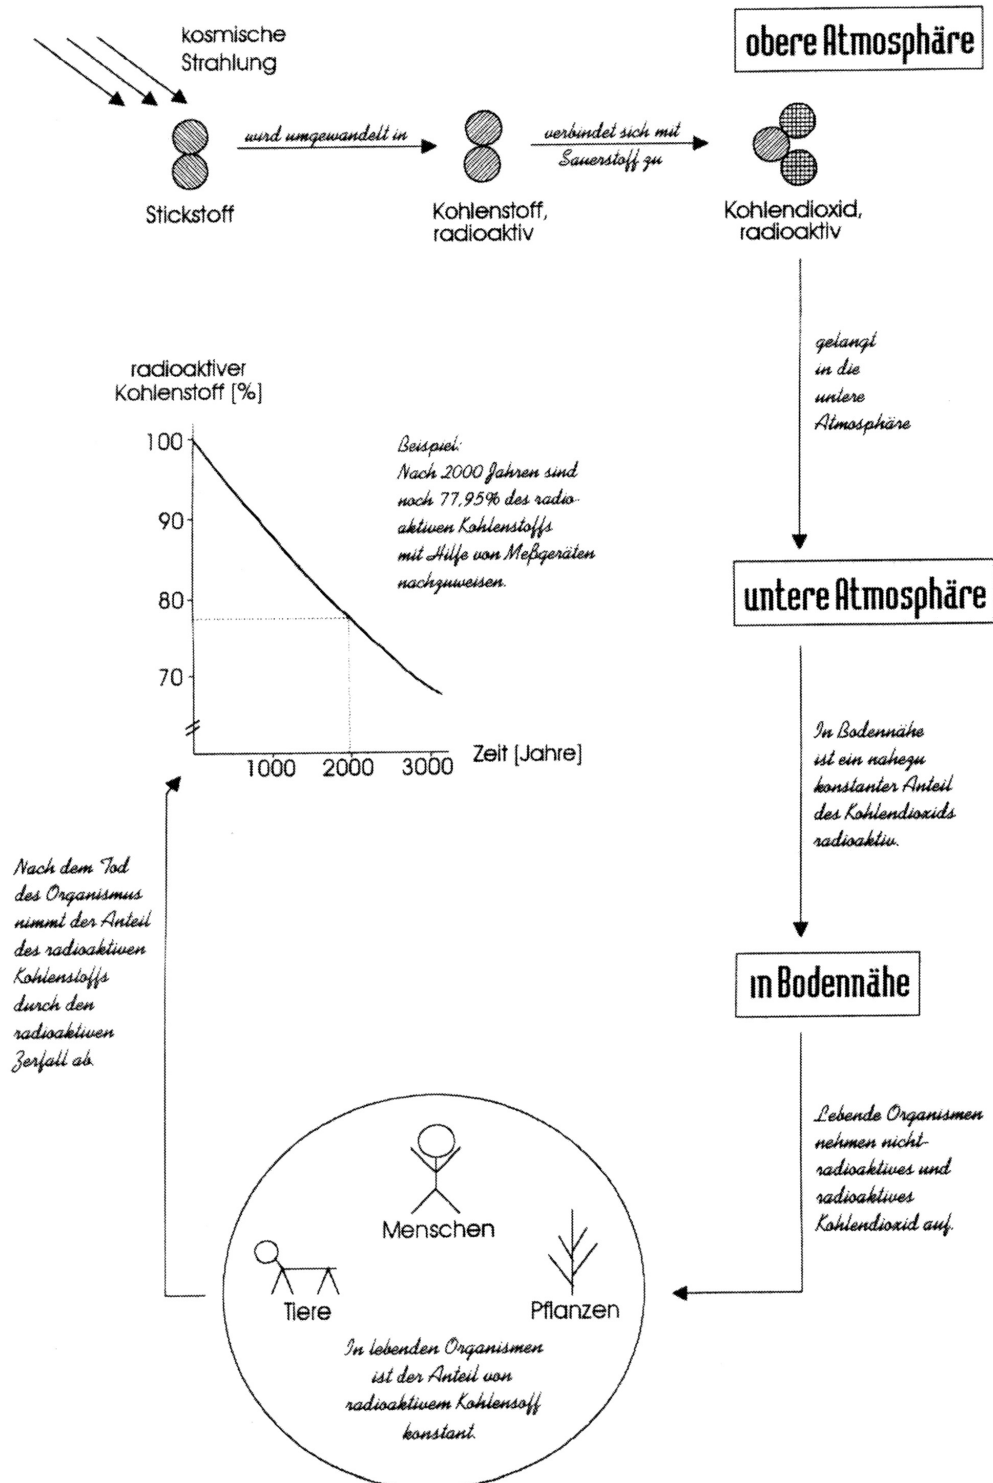 kosmische
Strahlung
obere Atmosphäre
wird umgewandelt in
verbindet sich mit
Sauerstoff zu
Stickstoff
Kohlenstoff,
radioaktiv
Kohlendioxid,
radioaktiv
gelangt
in die
untere
Atmosphäre
radioaktiver
Kohlenstoff [%]
100
90
80
70
1000
2000
3000
Zeit [Jahre]
Beispiel:
Nach 2000 Jahren sind
noch 77,95% des radio-
aktiven Kohlenstoffs
mit Hilfe von Meßgeräten
nachzuweisen.
untere Atmosphäre
In Bodennähe
ist ein nahezu
konstanter Anteil
des Kohlendioxids
radioaktiv.
in Bodennähe
Lebende Organismen
nehmen nicht-
radioaktives und
radioaktives
Kohlendioxid auf.
Menschen
Tiere
Pflanzen
In lebenden Organismen
ist der Anteil von
radioaktivem Kohlensoff
konstant.
Nach dem Tod
des Organismus
nimmt der Anteil
des radioaktiven
Kohlenstoffs
durch den
radioaktiven
Zerfall ab.